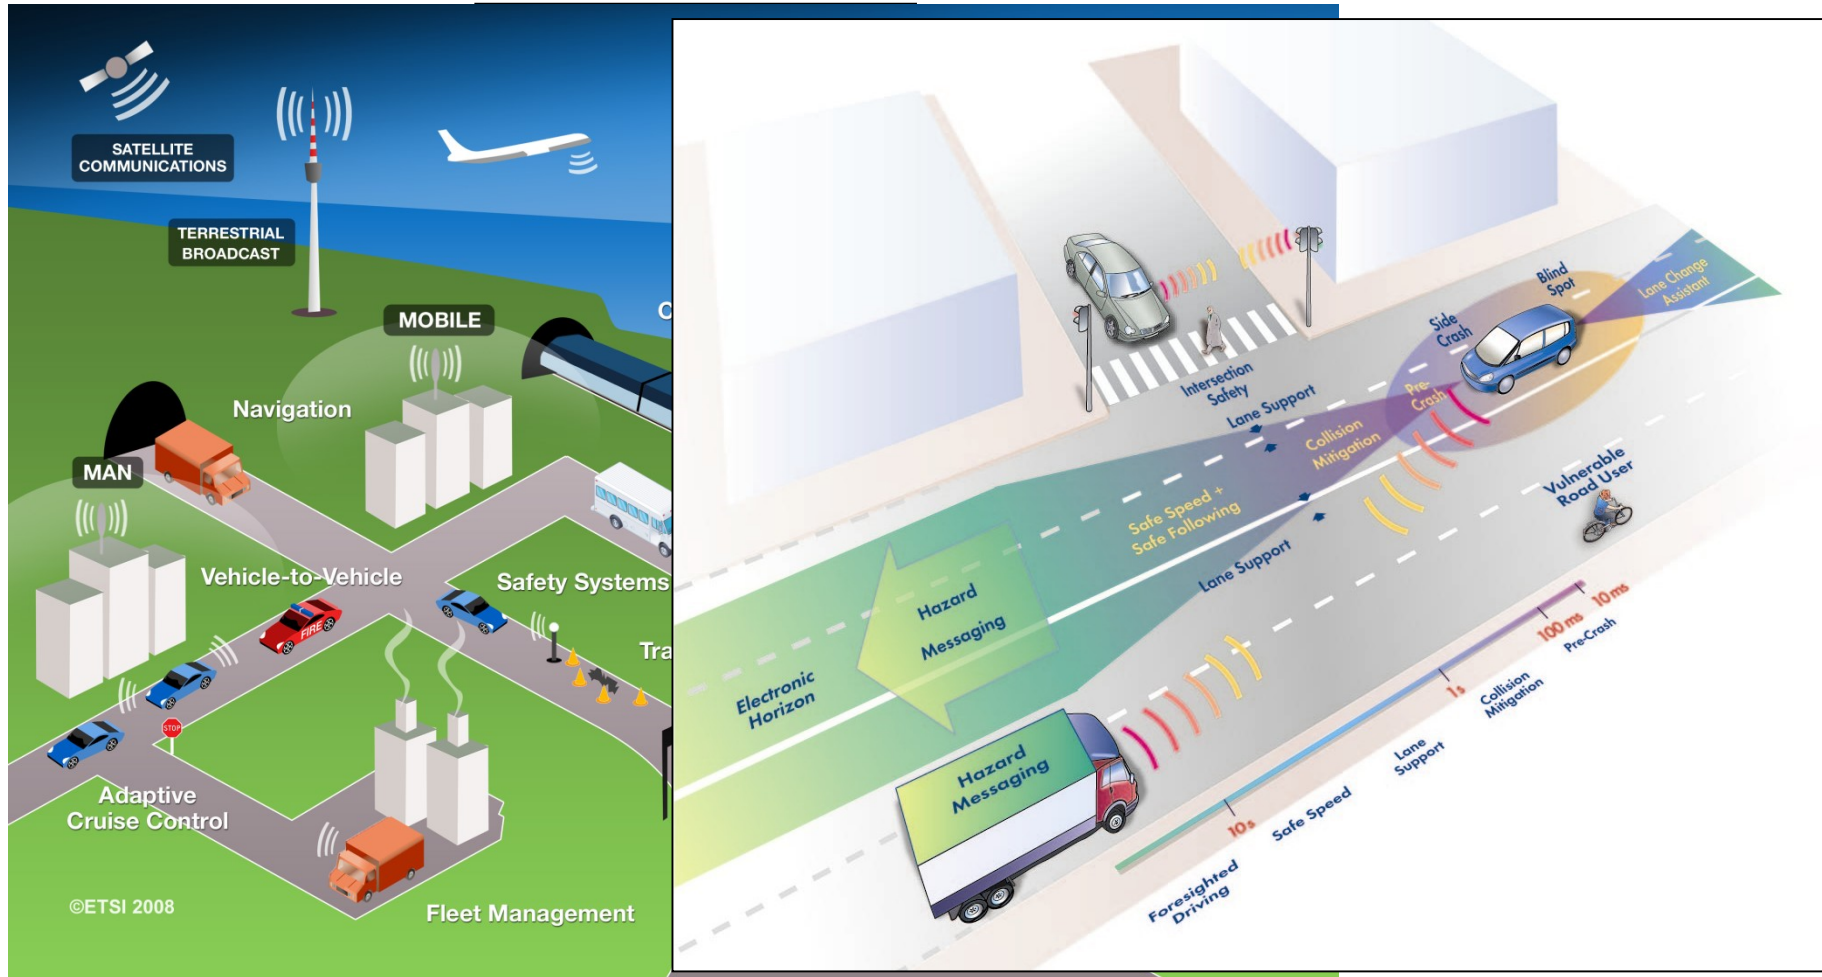 SATELLITE
COMMUNICATIONS
TERRESTRIAL
BROADCAST
MOBILE
Navigation
MAN
Vehicle-to-Vehicle
FIRE
Safety Systems
Tra
C
STOP
Adaptive
Cruise Control
©ETSI 2008
Fleet Management
Blind
Spot
Lane Change
Assistant
Side
Crash
Pre-
Crash
Intersection
Safety
Lane Support
Collision
Mitigation
Vulnerable
Road User
Safe Speed +
Safe Following
Lane Support
Hazard
Messaging
Electronic
Horizon
Hazard
Messaging
10 ms
100 ms
Pre-Crash
1s
Collision
Mitigation
Lane
Support
10s
Safe Speed
Foresighted
Driving